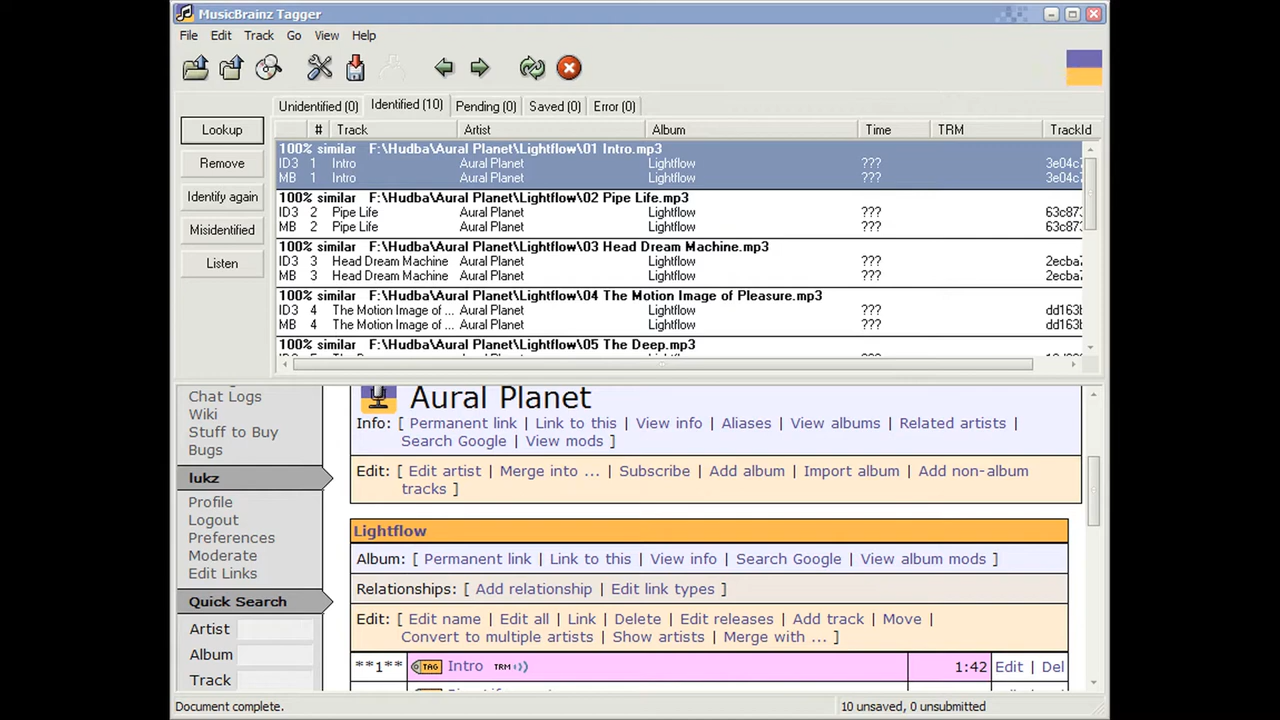 MusicBrainz Tagger
File Edit Track Go View Help
Unidentified (0) Identified (10) Pending (0) Saved (0) Error (0)
Lookup
Remove
Identify again
Misidentified
Listen
# Track Artist Album Time TRM TrackId
100% similar F:\Hudba\Aural Planet\Lightflow\01 Intro.mp3
ID3 1 Intro Aural Planet Lightflow ??? 3e04c7
MB 1 Intro Aural Planet Lightflow ??? 3e04c7
100% similar F:\Hudba\Aural Planet\Lightflow\02 Pipe Life.mp3
ID3 2 Pipe Life Aural Planet Lightflow ??? 63c873
MB 2 Pipe Life Aural Planet Lightflow ??? 63c873
100% similar F:\Hudba\Aural Planet\Lightflow\03 Head Dream Machine.mp3
ID3 3 Head Dream Machine Aural Planet Lightflow ??? 2ecba7
MB 3 Head Dream Machine Aural Planet Lightflow ??? 2ecba7
100% similar F:\Hudba\Aural Planet\Lightflow\04 The Motion Image of Pleasure.mp3
ID3 4 The Motion Image of ... Aural Planet Lightflow ??? dd163b
MB 4 The Motion Image of ... Aural Planet Lightflow ??? dd163b
100% similar F:\Hudba\Aural Planet\Lightflow\05 The Deep.mp3
Chat Logs
Wiki
Stuff to Buy
Bugs
lukz
Profile
Logout
Preferences
Moderate
Edit Links
Quick Search
Artist
Album
Track
Aural Planet
Info: [ Permanent link | Link to this | View info | Aliases | View albums | Related artists |
Search Google | View mods ]
Edit: [ Edit artist | Merge into ... | Subscribe | Add album | Import album | Add non-album
tracks ]
Lightflow
Album: [ Permanent link | Link to this | View info | Search Google | View album mods ]
Relationships: [ Add relationship | Edit link types ]
Edit: [ Edit name | Edit all | Link | Delete | Edit releases | Add track | Move |
Convert to multiple artists | Show artists | Merge with ... ]
**1** TAG Intro TRM 1:42 Edit | Del
Document complete. 10 unsaved, 0 unsubmitted